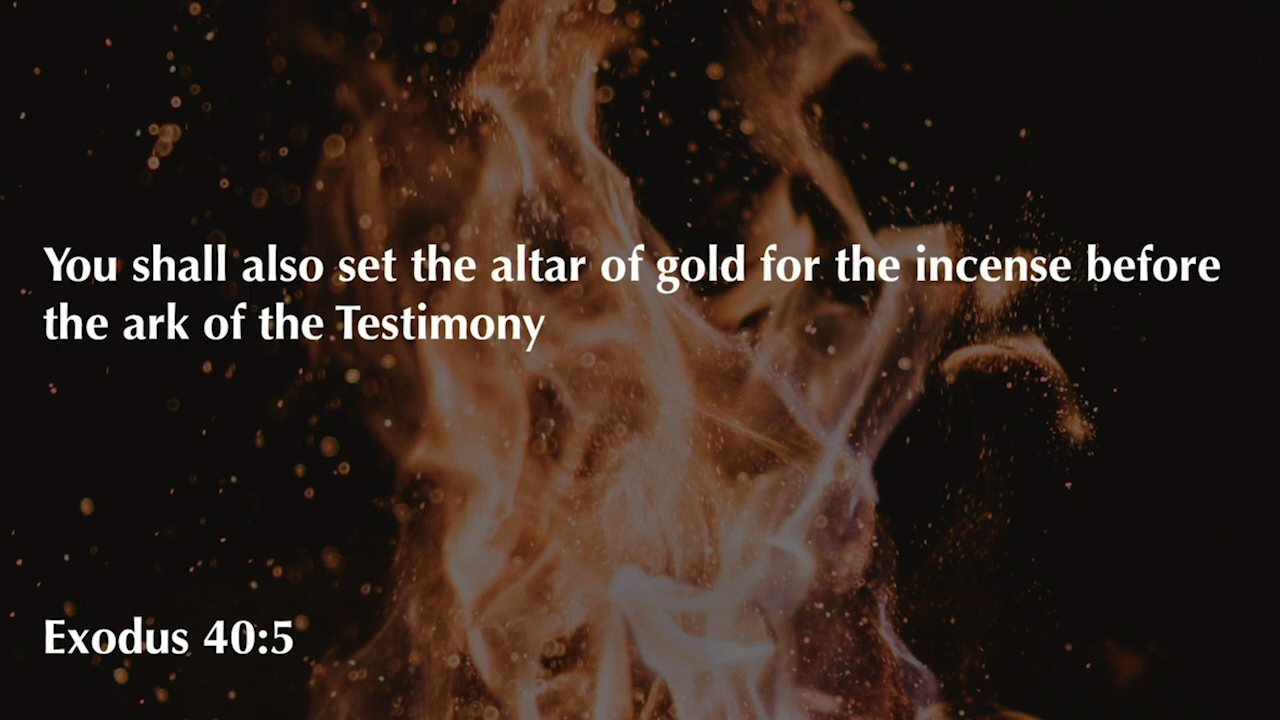 You shall also set the altar of gold for the incense before
the ark of the Testimony
Exodus 40:5